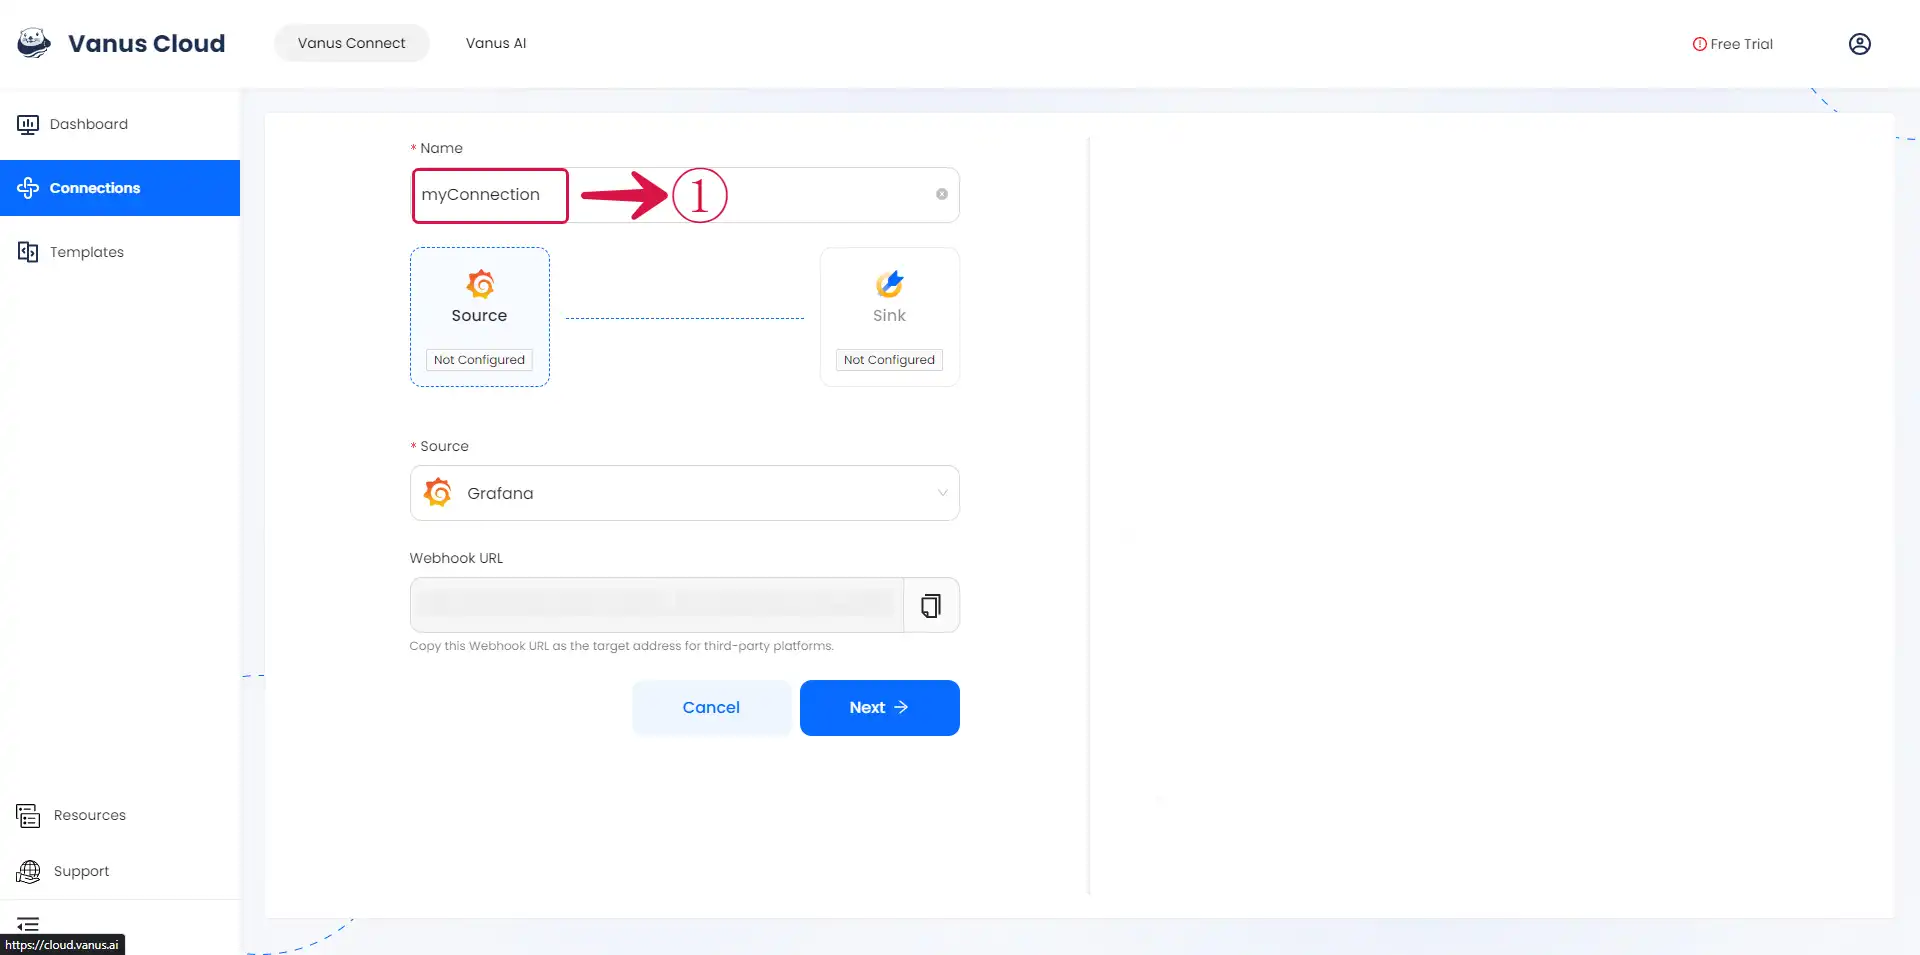 Vanus Cloud
Vanus Connect
Vanus AI
Free Trial
Dashboard
Connections
Templates
Resources
Support
* Name
myConnection
1
Source
Not Configured
Sink
Not Configured
* Source
Grafana
Webhook URL
Copy this Webhook URL as the target address for third-party platforms.
Cancel
Next →
https://cloud.vanus.ai